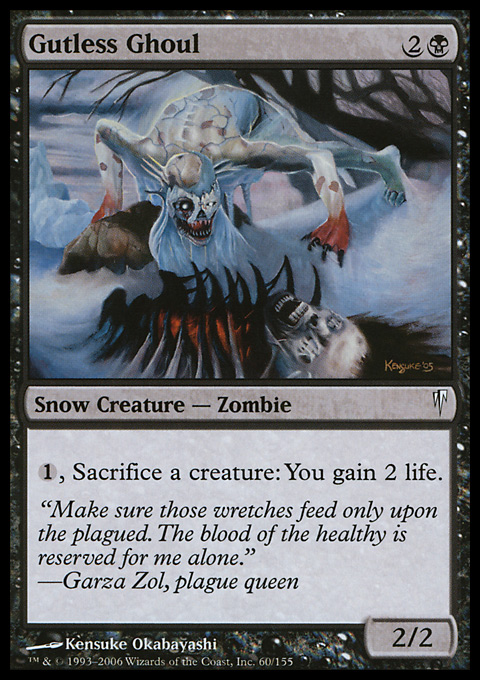 Gutless Ghoul 2
KENSUKE '05
Snow Creature — Zombie
1, Sacrifice a creature: You gain 2 life.
“Make sure those wretches feed only upon
the plagued. The blood of the healthy is
reserved for me alone.”
—Garza Zol, plague queen
Kensuke Okabayashi
2/2
™ & © 1993–2006 Wizards of the Coast, Inc. 60/155